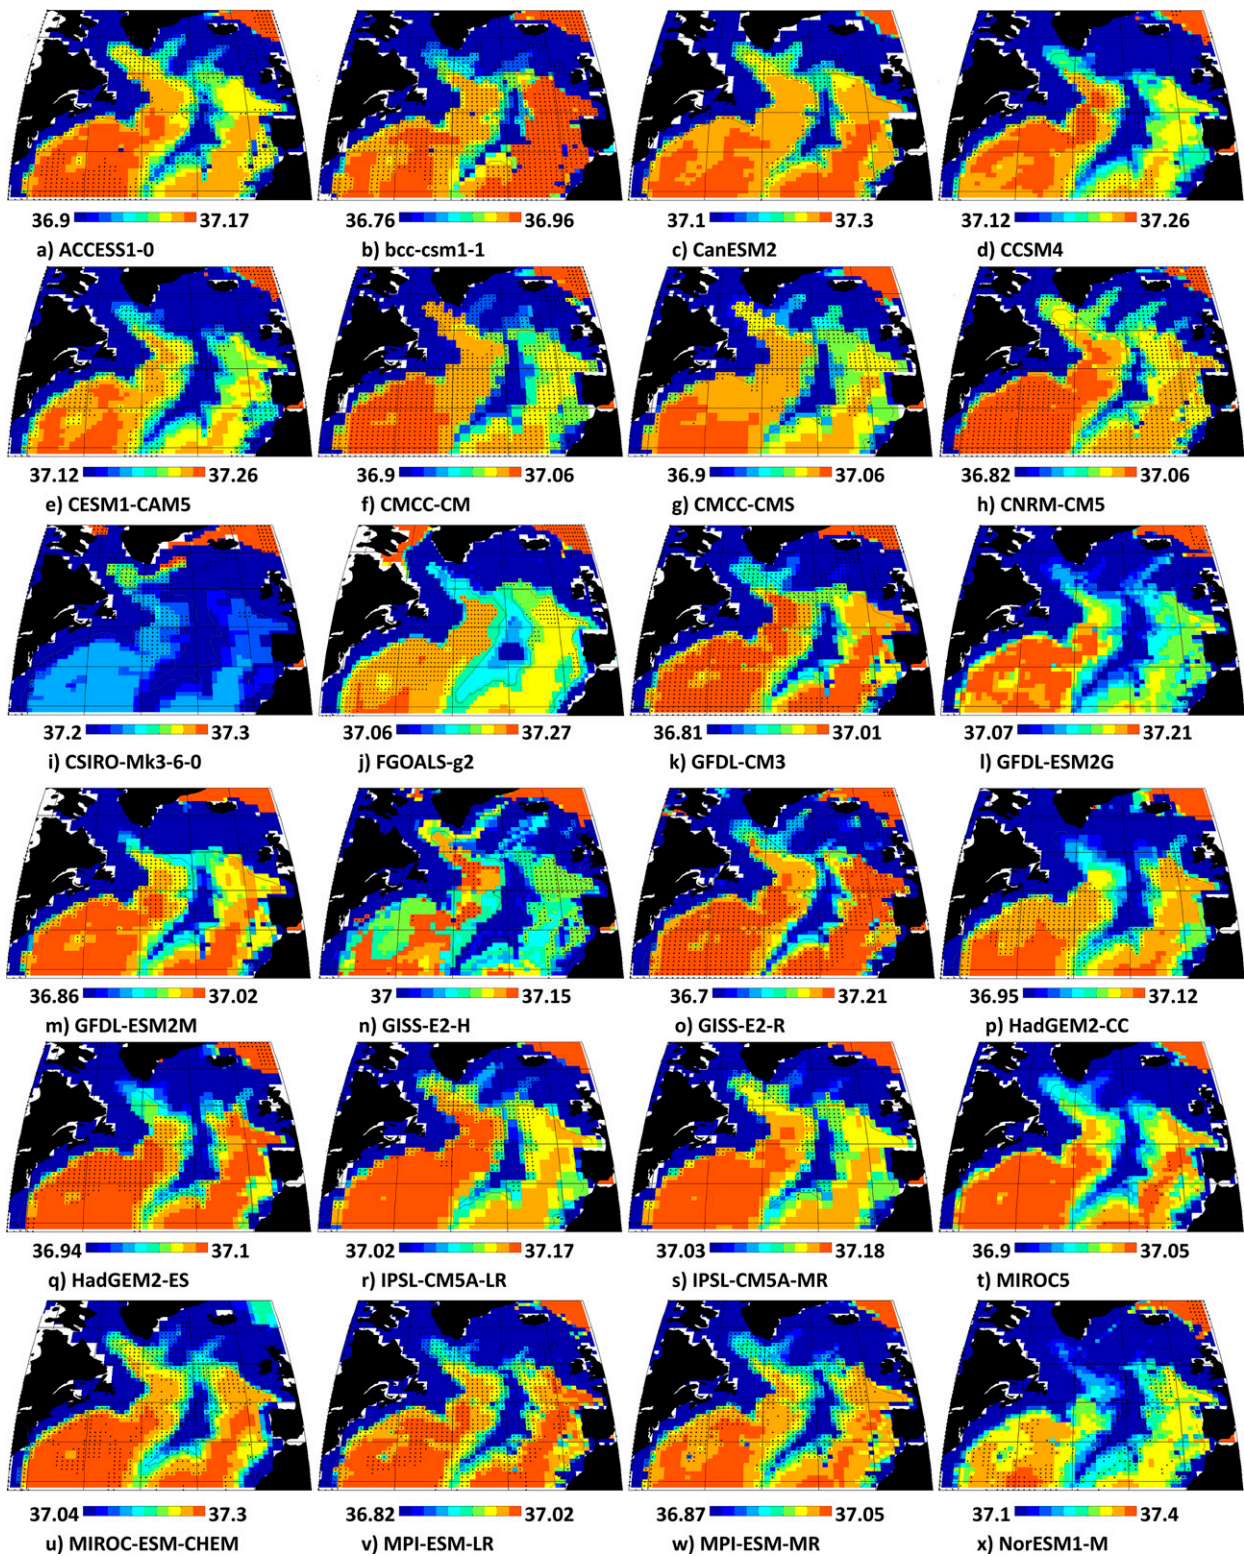 36.9 37.17 36.76 36.96 37.1 37.3 37.12 37.26
a) ACCESS1-0 b) bcc-csm1-1 c) CanESM2 d) CCSM4
37.12 37.26 36.9 37.06 36.9 37.06 36.82 37.06
e) CESM1-CAM5 f) CMCC-CM g) CMCC-CMS h) CNRM-CM5
37.2 37.3 37.06 37.27 36.81 37.01 37.07 37.21
i) CSIRO-Mk3-6-0 j) FGOALS-g2 k) GFDL-CM3 l) GFDL-ESM2G
36.86 37.02 37 37.15 36.7 37.21 36.95 37.12
m) GFDL-ESM2M n) GISS-E2-H o) GISS-E2-R p) HadGEM2-CC
36.94 37.1 37.02 37.17 37.03 37.18 36.9 37.05
q) HadGEM2-ES r) IPSL-CM5A-LR s) IPSL-CM5A-MR t) MIROC5
37.04 37.3 36.82 37.02 36.87 37.05 37.1 37.4
u) MIROC-ESM-CHEM v) MPI-ESM-LR w) MPI-ESM-MR x) NorESM1-M